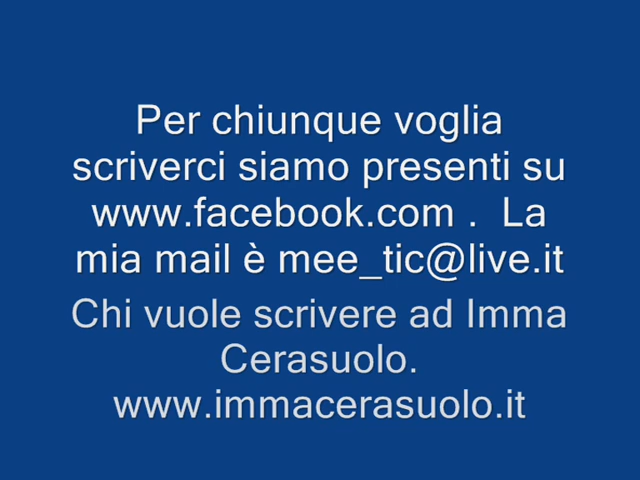 Per chiunque voglia
scriverci siamo presenti su
www.facebook.com .  La
mia mail è mee_tic@live.it
Chi vuole scrivere ad Imma
Cerasuolo.
www.immacerasuolo.it